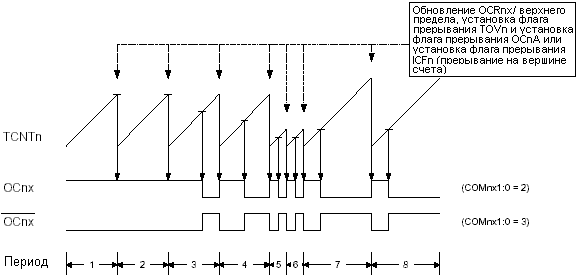 Обновление OCRnx/ верхнего
предела, установка флага
прерывания TOVn и установка
флага прерывания OCnA или
установка флага прерывания
ICFn (прерывание на вершине
счета)
TCNTn
OCnx
(COMnx1:0 = 2)
OCnx
(COMnx1:0 = 3)
Период
1 2 3 4 5 6 7 8